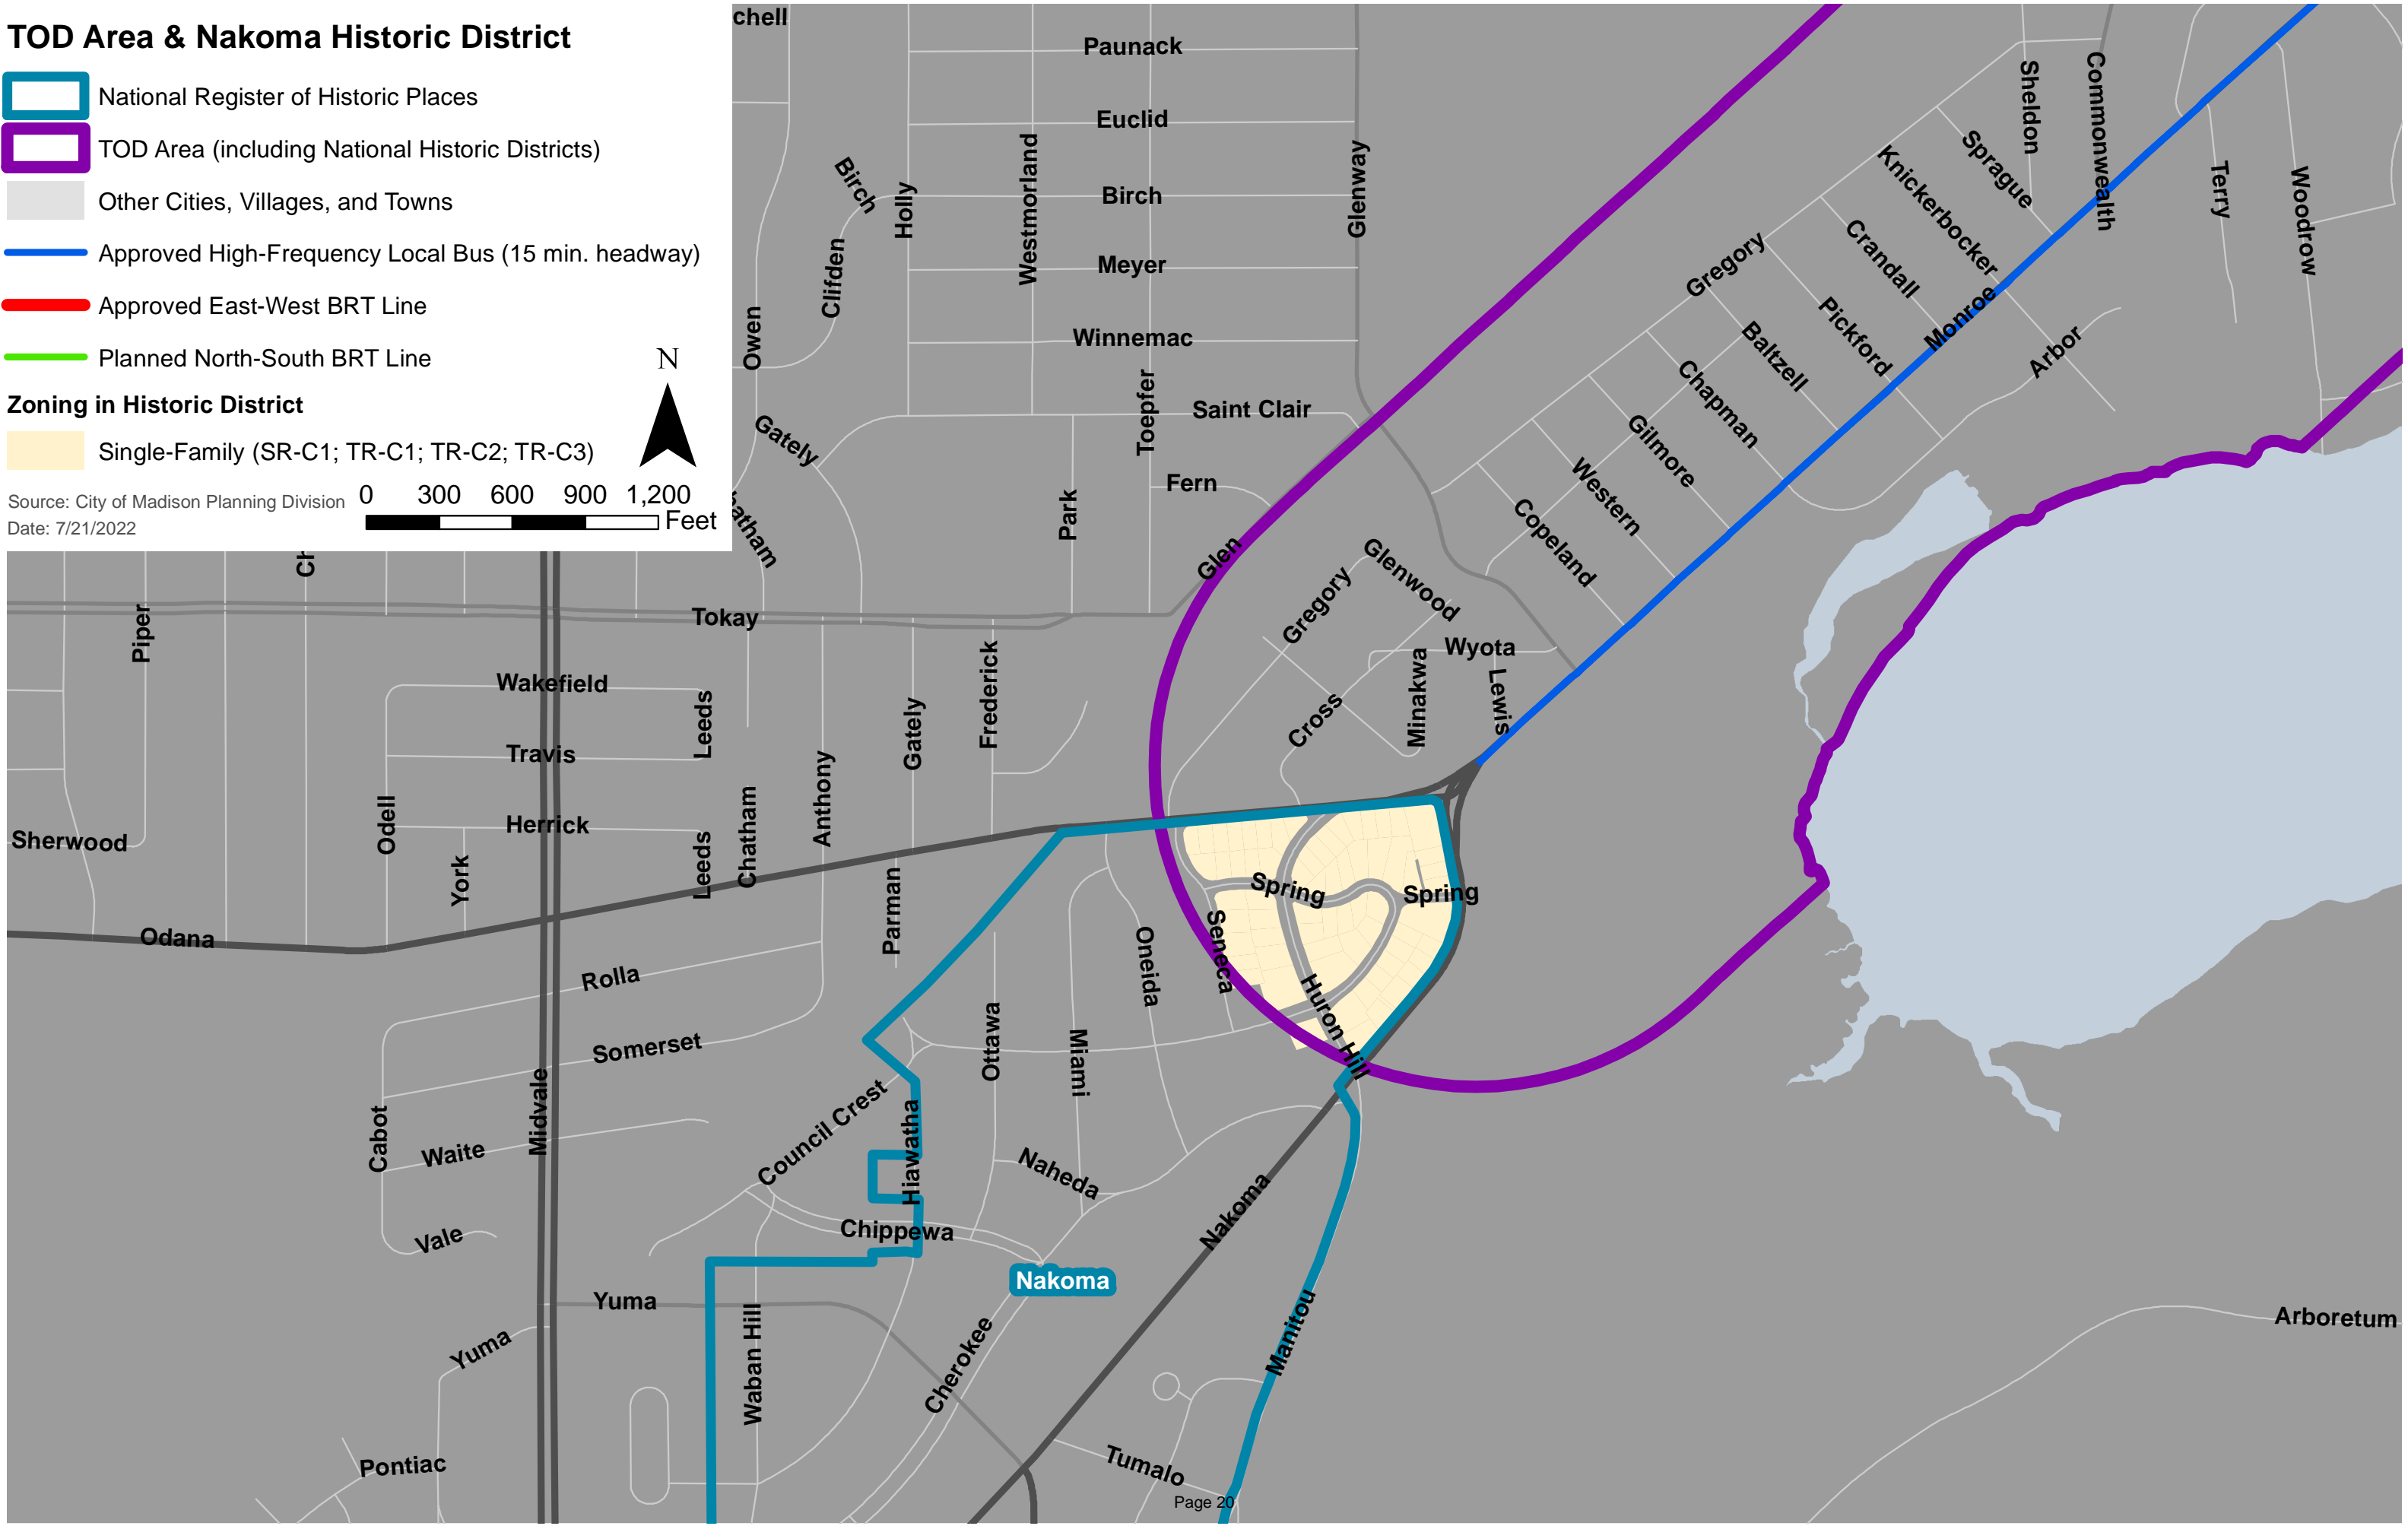 TOD Area & Nakoma Historic District
National Register of Historic Places
TOD Area (including National Historic Districts)
Other Cities, Villages, and Towns
Approved High-Frequency Local Bus (15 min. headway)
Approved East-West BRT Line
Planned North-South BRT Line
Zoning in Historic District
Single-Family (SR-C1; TR-C1; TR-C2; TR-C3)
Source: City of Madison Planning Division
Date: 7/21/2022
N
0 300 600 900 1,200
Feet
chell
Paunack
Euclid
Birch
Birch
Holly
Westmorland
Glenway
Meyer
Clifden
Owen
Winnemac
Toepfer
Saint Clair
Gately
Fern
Park
Glen
Sheldon
Commonwealth
Sprague
Knickerbocker
Terry
Woodrow
Crandall
Gregory
Pickford
Monroe
Arbor
Baltzell
Chapman
Gilmore
Western
Copeland
Glenwood
Gregory
Wyota
Lewis
Minakwa
Cross
Ch
atham
Tokay
Piper
Wakefield
Leeds
Frederick
Gately
Travis
Anthony
Chatham
Odell
Herrick
Sherwood
York
Leeds
Parman
Odana
Rolla
Spring
Spring
Seneca
Oneida
Huron Hill
Ottawa
Miami
Somerset
Midvale
Cabot
Council Crest
Hiawatha
Waite
Naheda
Nakoma
Vale
Chippewa
Nakoma
Yuma
Yuma
Waban Hill
Cherokee
Manitou
Arboretum
Pontiac
Tumalo
Page 20